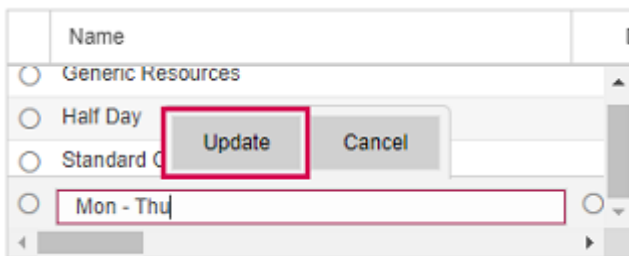 Name
Generic Resources
Half Day
Update Cancel
Standard
Mon - Thu